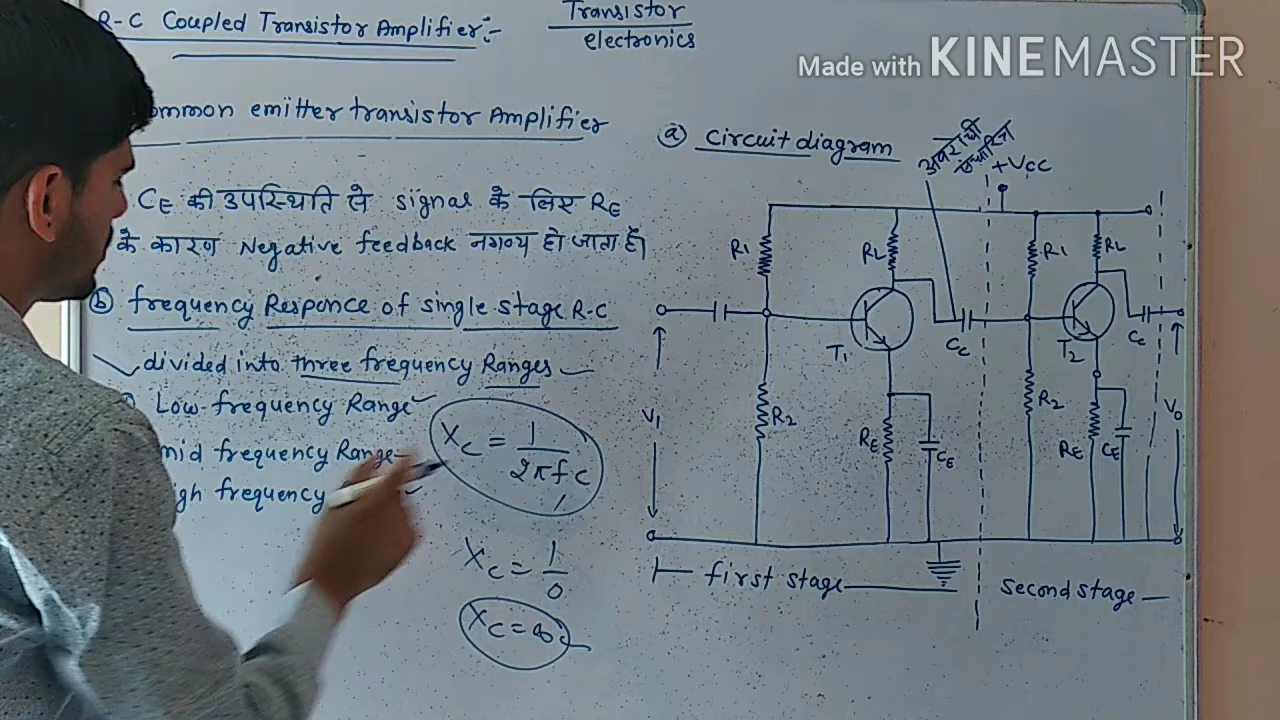 R-C Coupled Transistor Amplifier:-
Transistor
electronics
Made with KINEMASTER
ommon emitter transistor Amplifier
CE की उपस्थिति से signal के लिए RE
के कारण Negative feedback नगण्य हो जाता है।
ⓑ frequency Responce of single stage R-C
divided into three frequency Ranges
Low frequency Range
mid frequency Range
igh frequency
Xc = 1/2πfc
Xc = 1/0
Xc = ∞
ⓐ circuit diagram
+VCC
R1
RL
R1
RL
T1
Cc
T2
Cc
V1
R2
RE
CE
R2
RE
CE
Vo
first stage
second stage